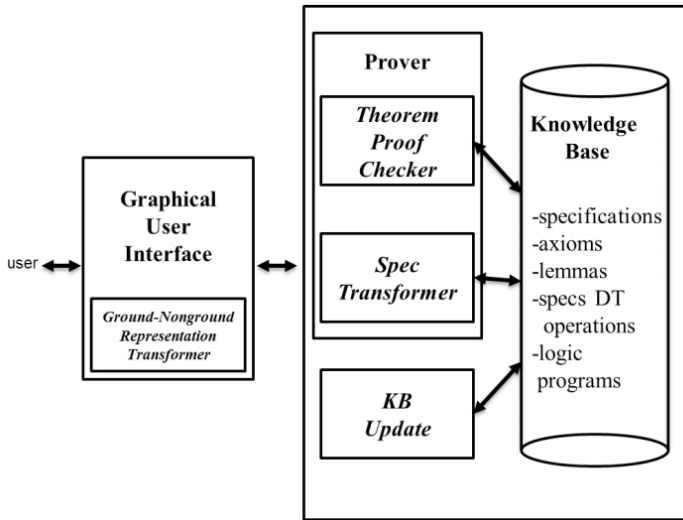 user
Graphical
User
Interface
Ground-Nonground
Representation
Transformer
Prover
Theorem
Proof
Checker
Spec
Transformer
KB
Update
Knowledge
Base
-specifications
-axioms
-lemmas
-specs DT
operations
-logic
programs